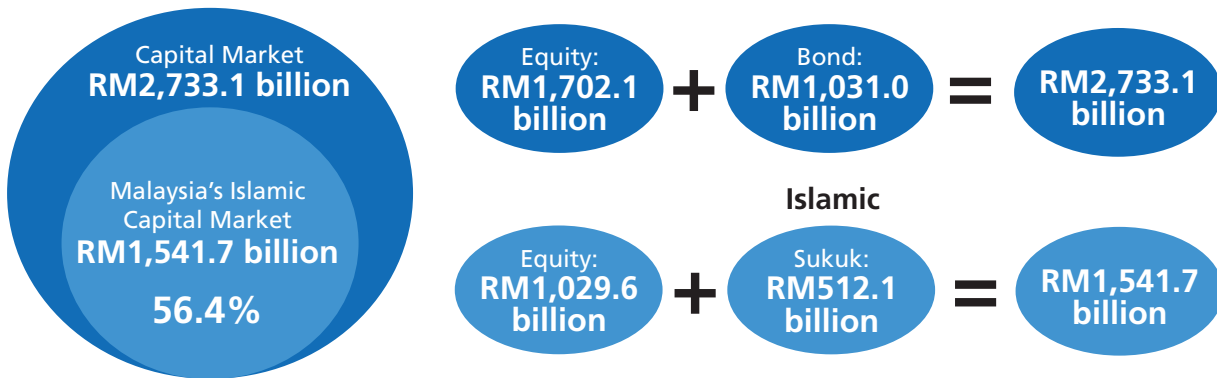 Capital Market
RM2,733.1 billion
Malaysia’s Islamic
Capital Market
RM1,541.7 billion
56.4%
Equity:
RM1,702.1
billion
+
Bond:
RM1,031.0
billion
=
RM2,733.1
billion
Islamic
Equity:
RM1,029.6
billion
+
Sukuk:
RM512.1
billion
=
RM1,541.7
billion